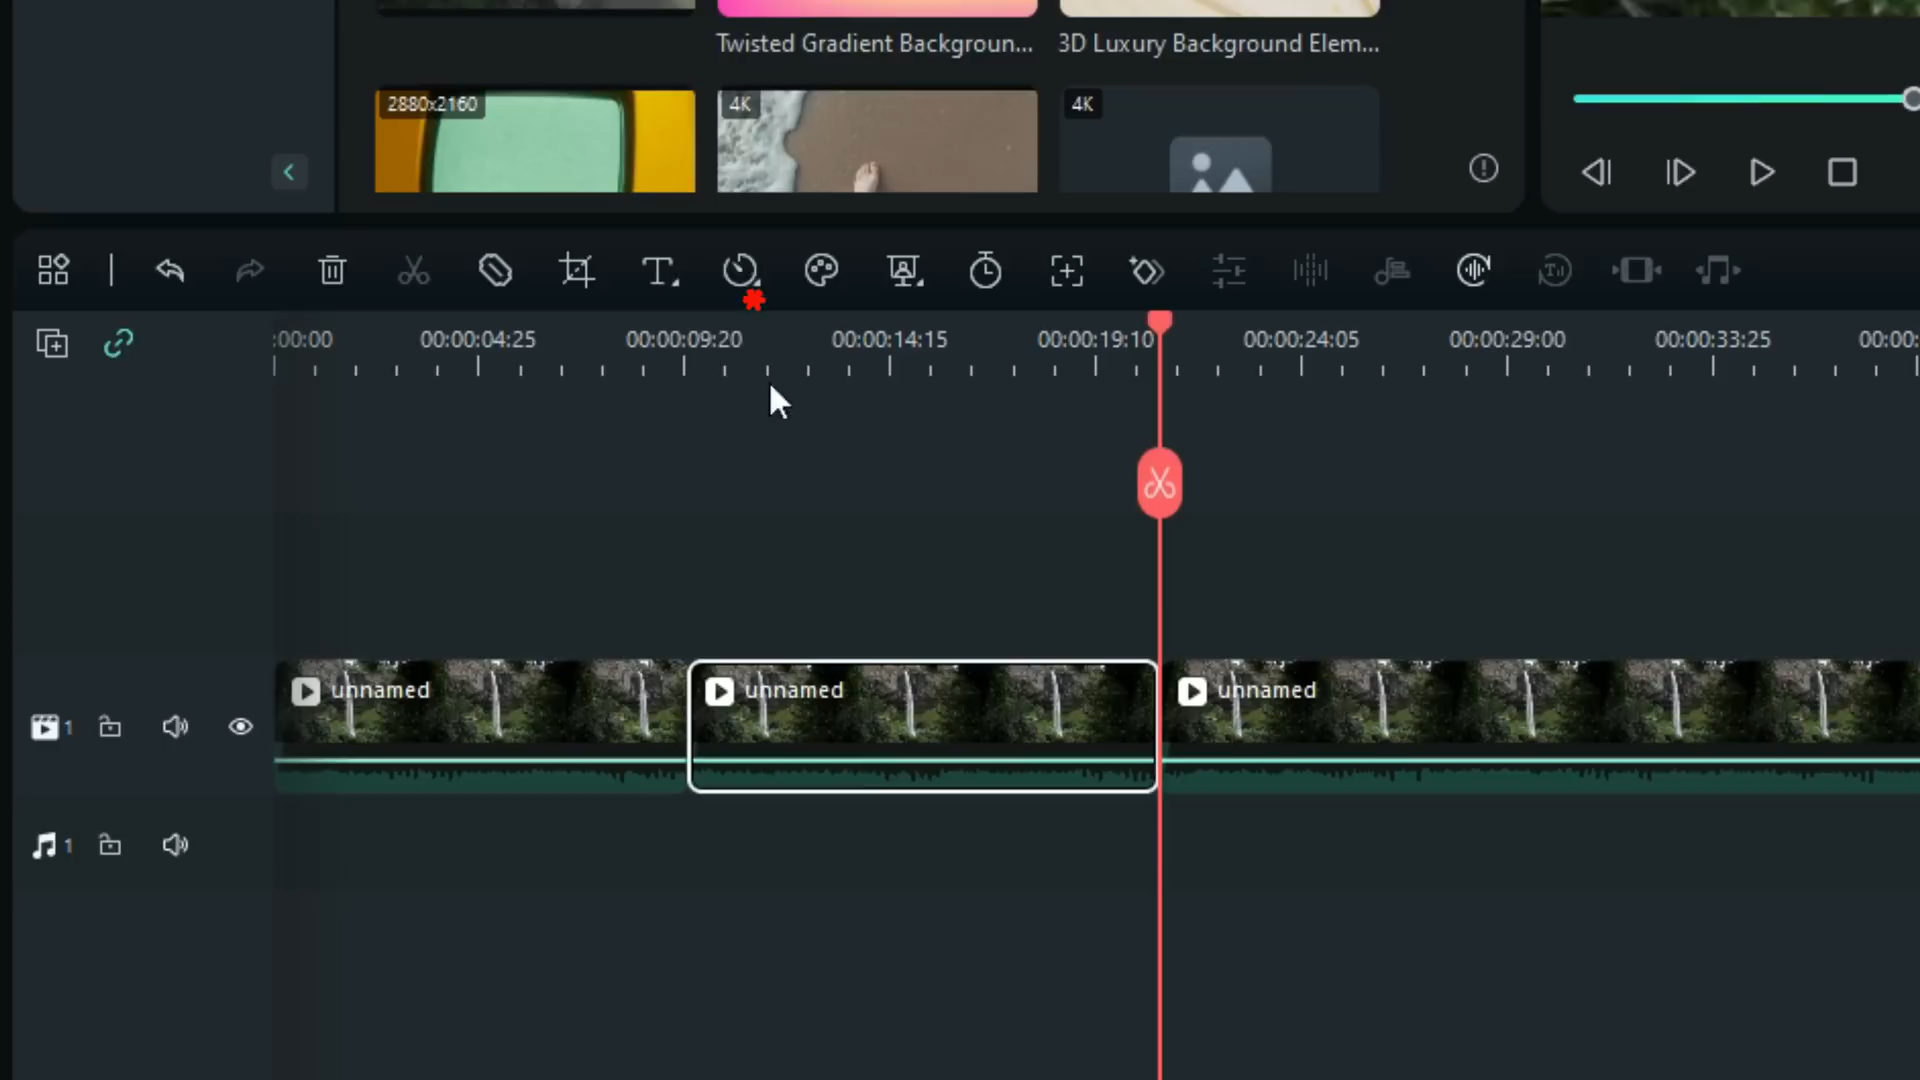 Twisted Gradient Backgroun...
3D Luxury Background Elem...
2880x2160
4K
4K
:00:00
00:00:04:25
00:00:09:20
00:00:14:15
00:00:19:10
00:00:24:05
00:00:29:00
00:00:33:25
00:00:
unnamed
unnamed
unnamed
1
1